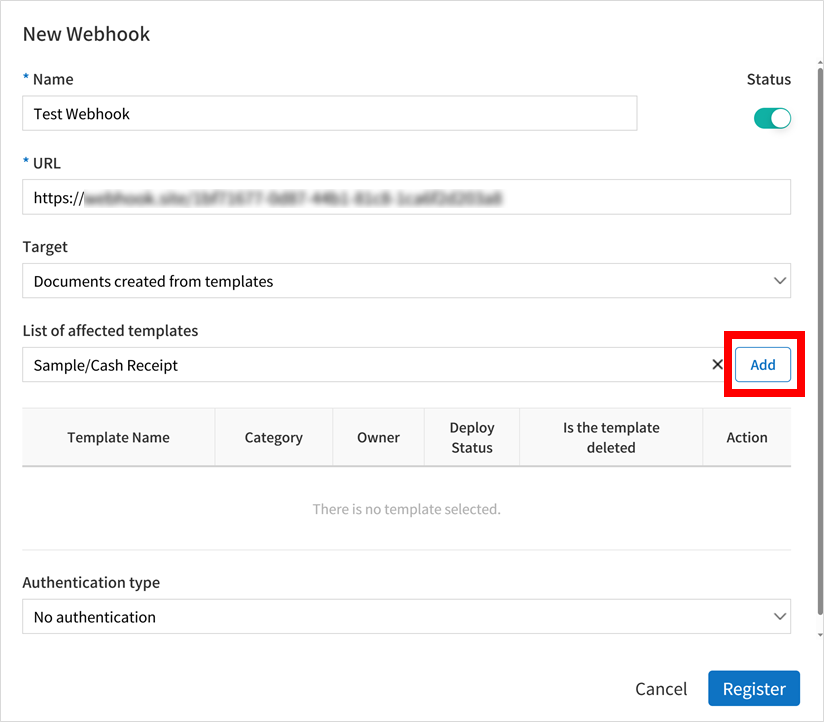 New Webhook
* Name
Status
Test Webhook
* URL
https://
Target
Documents created from templates
List of affected templates
Sample/Cash Receipt
Add
Template Name
Category
Owner
Deploy
Status
Is the template
deleted
Action
There is no template selected.
Authentication type
No authentication
Cancel
Register